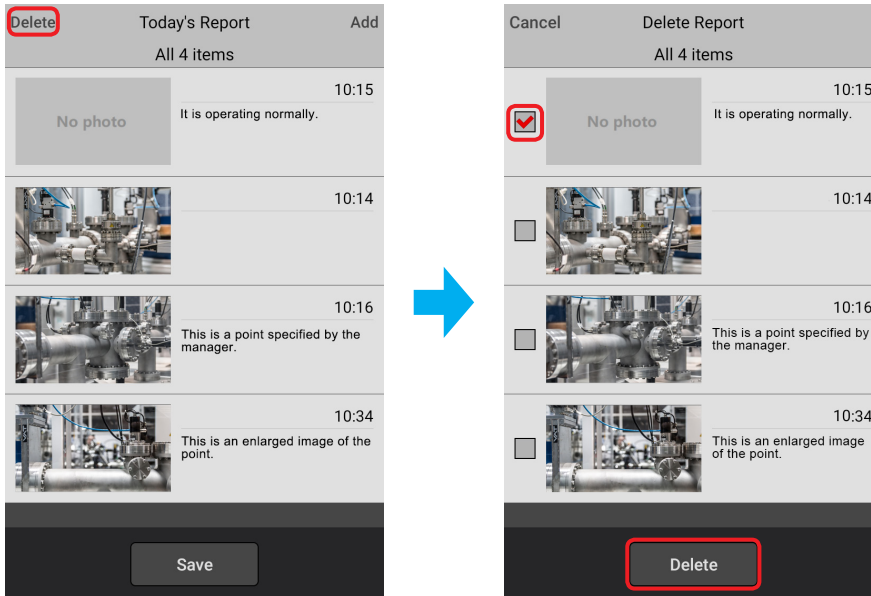 Delete Today's Report Add
All 4 items
10:15
No photo
It is operating normally.
10:14
10:16
This is a point specified by the
manager.
10:34
This is an enlarged image of the
point.
Save
Cancel Delete Report
All 4 items
10:15
No photo
It is operating normally.
10:14
10:16
This is a point specified by
the manager.
10:34
This is an enlarged image
of the point.
Delete